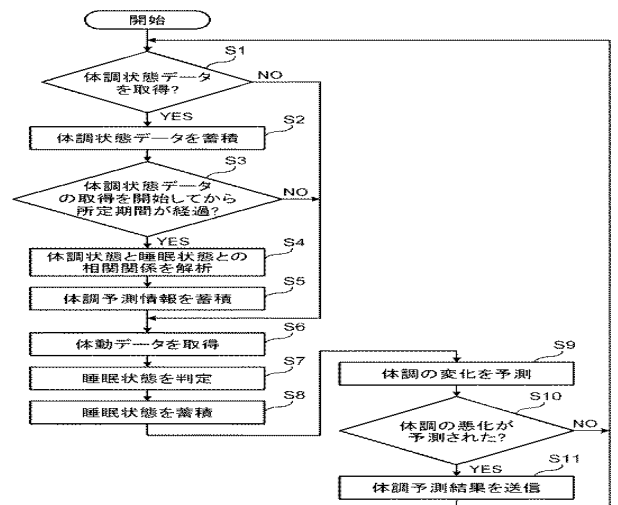 開始
S1
体調状態データ
を取得?
NO
YES
S2
体調状態データを蓄積
S3
体調状態データ
の取得を開始してから
所定期間が経過?
NO
YES
S4
体調状態と睡眠状態との
相関関係を解析
S5
体調予測情報を蓄積
S6
体動データを取得
S7
睡眠状態を判定
S8
睡眠状態を蓄積
S9
体調の変化を予測
S10
体調の悪化が
予測された?
NO
YES
S11
体調予測結果を送信